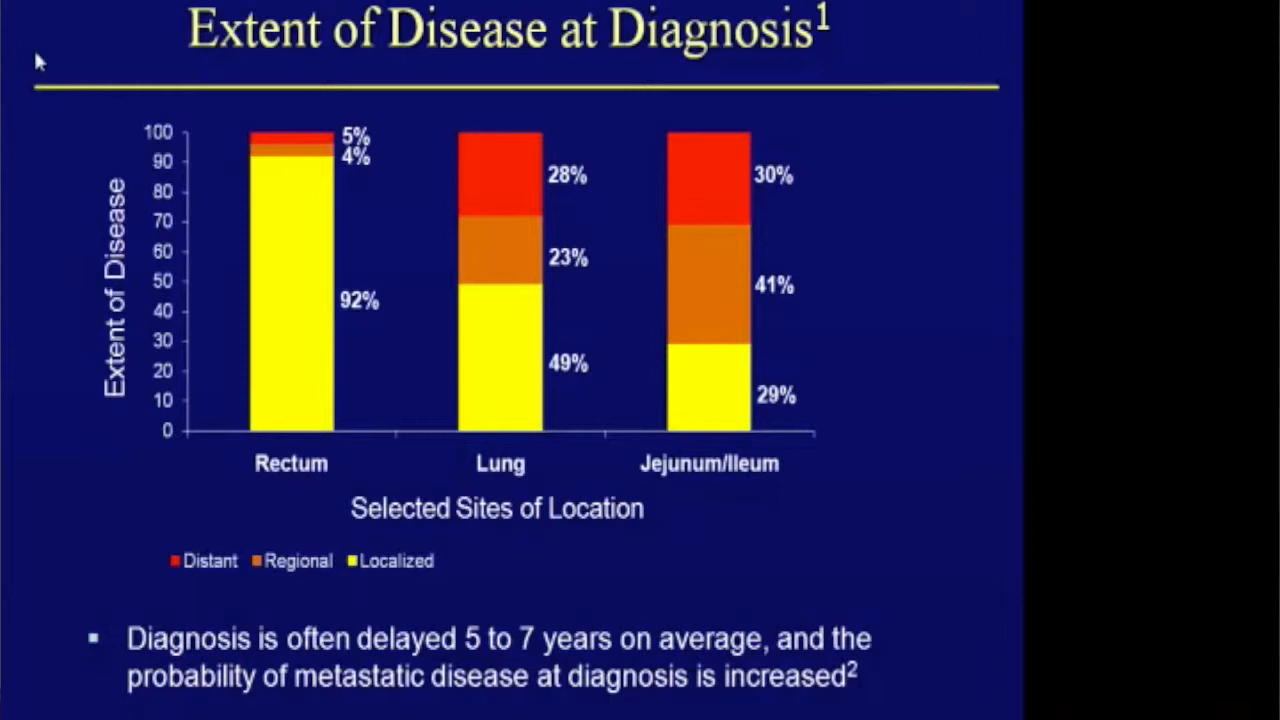 Extent of Disease at Diagnosis¹
100
90
80
70
60
50
40
30
20
10
0
Extent of Disease
5%
4%
92%
28%
23%
49%
30%
41%
29%
Rectum
Lung
Jejunum/Ileum
Selected Sites of Location
Distant Regional Localized
▪ Diagnosis is often delayed 5 to 7 years on average, and the
probability of metastatic disease at diagnosis is increased²